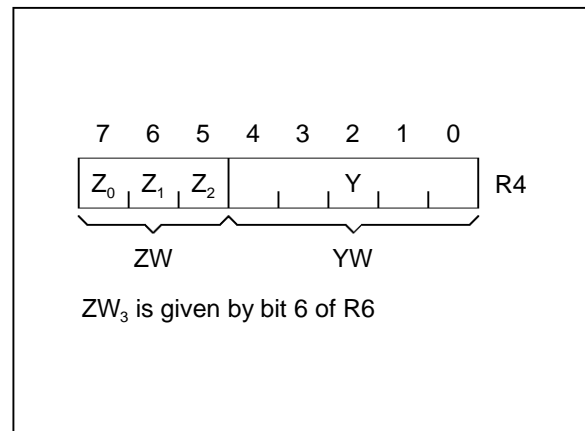 7 6 5 4 3 2 1 0
Z₀ Z₁ Z₂ Y R4
ZW YW
ZW₃ is given by bit 6 of R6